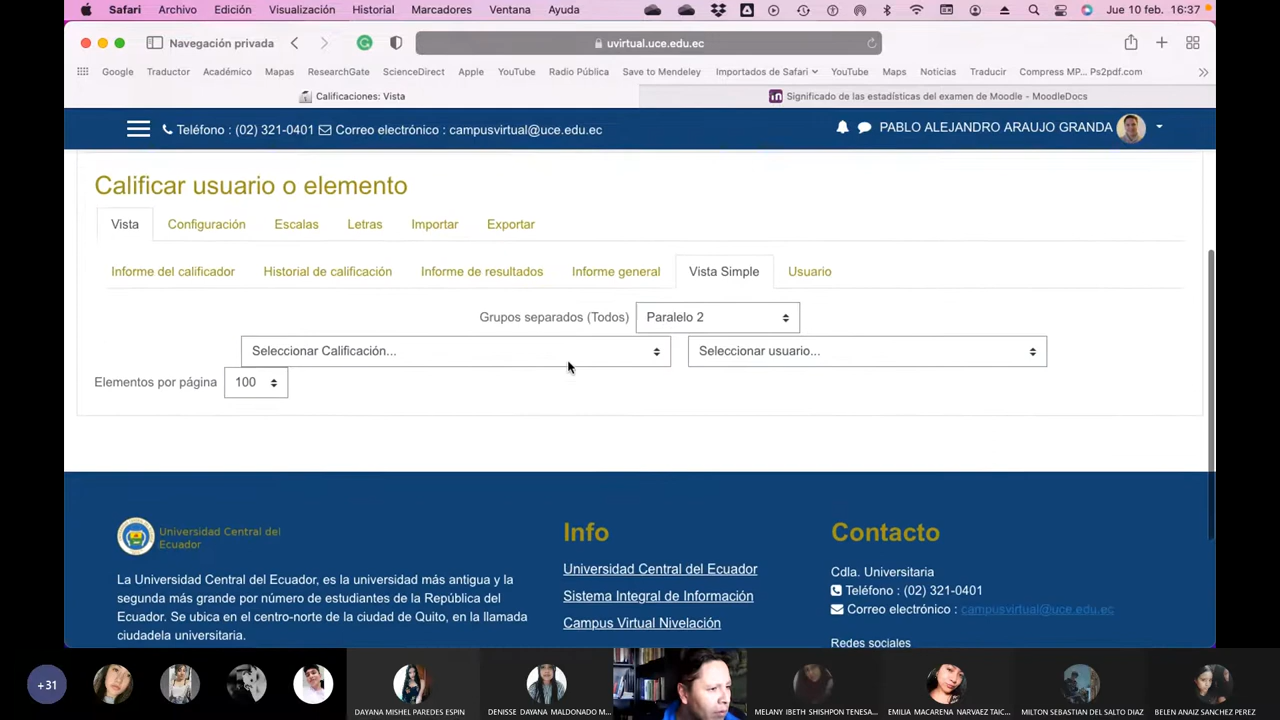 Safari Archivo Edición Visualización Historial Marcadores Ventana Ayuda Jue 10 feb. 16:37
Navegación privada uvirtual.uce.edu.ec
Google Traductor Académico Mapas ResearchGate ScienceDirect Apple YouTube Radio Pública Save to Mendeley Importados de Safari YouTube Maps Noticias Traducir Compress MP... Ps2pdf.com
Calificaciones: Vista Significado de las estadísticas del examen de Moodle - MoodleDocs
Teléfono : (02) 321-0401 Correo electrónico : campusvirtual@uce.edu.ec PABLO ALEJANDRO ARAUJO GRANDA
Calificar usuario o elemento
Vista Configuración Escalas Letras Importar Exportar
Informe del calificador Historial de calificación Informe de resultados Informe general Vista Simple Usuario
Grupos separados (Todos) Paralelo 2
Seleccionar Calificación... Seleccionar usuario...
Elementos por página 100
Universidad Central del
Ecuador
La Universidad Central del Ecuador, es la universidad más antigua y la
segunda más grande por número de estudiantes de la República del
Ecuador. Se ubica en el centro-norte de la ciudad de Quito, en la llamada
ciudadela universitaria.
Info
Universidad Central del Ecuador
Sistema Integral de Información
Campus Virtual Nivelación
Contacto
Cdla. Universitaria
Teléfono : (02) 321-0401
Correo electrónico : campusvirtual@uce.edu.ec
Redes sociales
+31
DAYANA MISHEL PAREDES ESPIN DENISSE DAYANA MALDONADO M... MELANY IBETH SHISHPON TENESA... EMILIA MACARENA NARVAEZ TAIC... MILTON SEBASTIAN DEL SALTO DIAZ BELEN ANAIZ SANCHEZ PEREZ